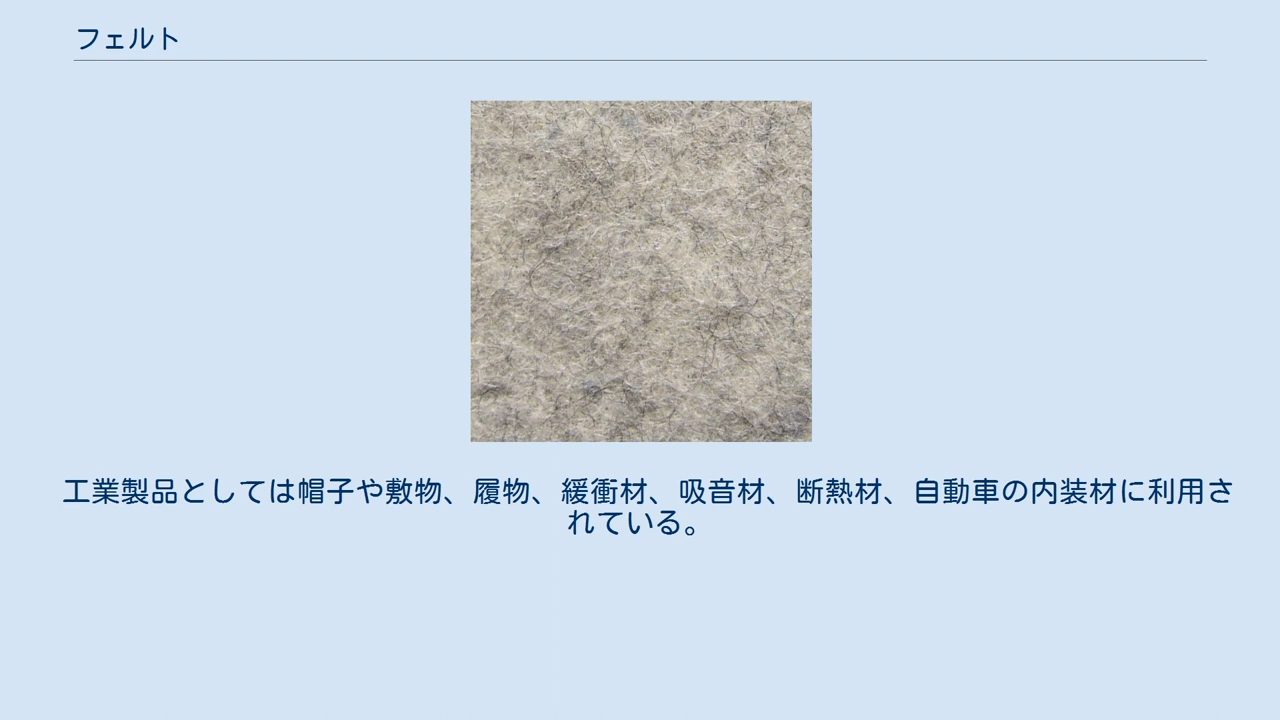 フェルト
工業製品としては帽子や敷物、履物、緩衝材、吸音材、断熱材、自動車の内装材に利用さ
れている。